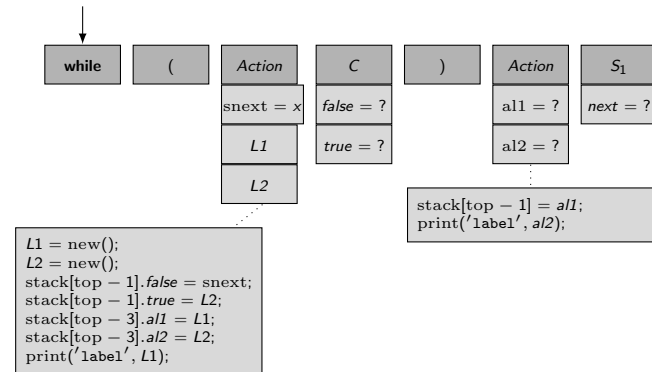 while ( Action C ) Action S1
snext = x false = ? al1 = ? next = ?
L1 true = ? al2 = ?
L2
stack[top − 1] = al1;
print('label', al2);
L1 = new();
L2 = new();
stack[top − 1].false = snext;
stack[top − 1].true = L2;
stack[top − 3].al1 = L1;
stack[top − 3].al2 = L2;
print('label', L1);